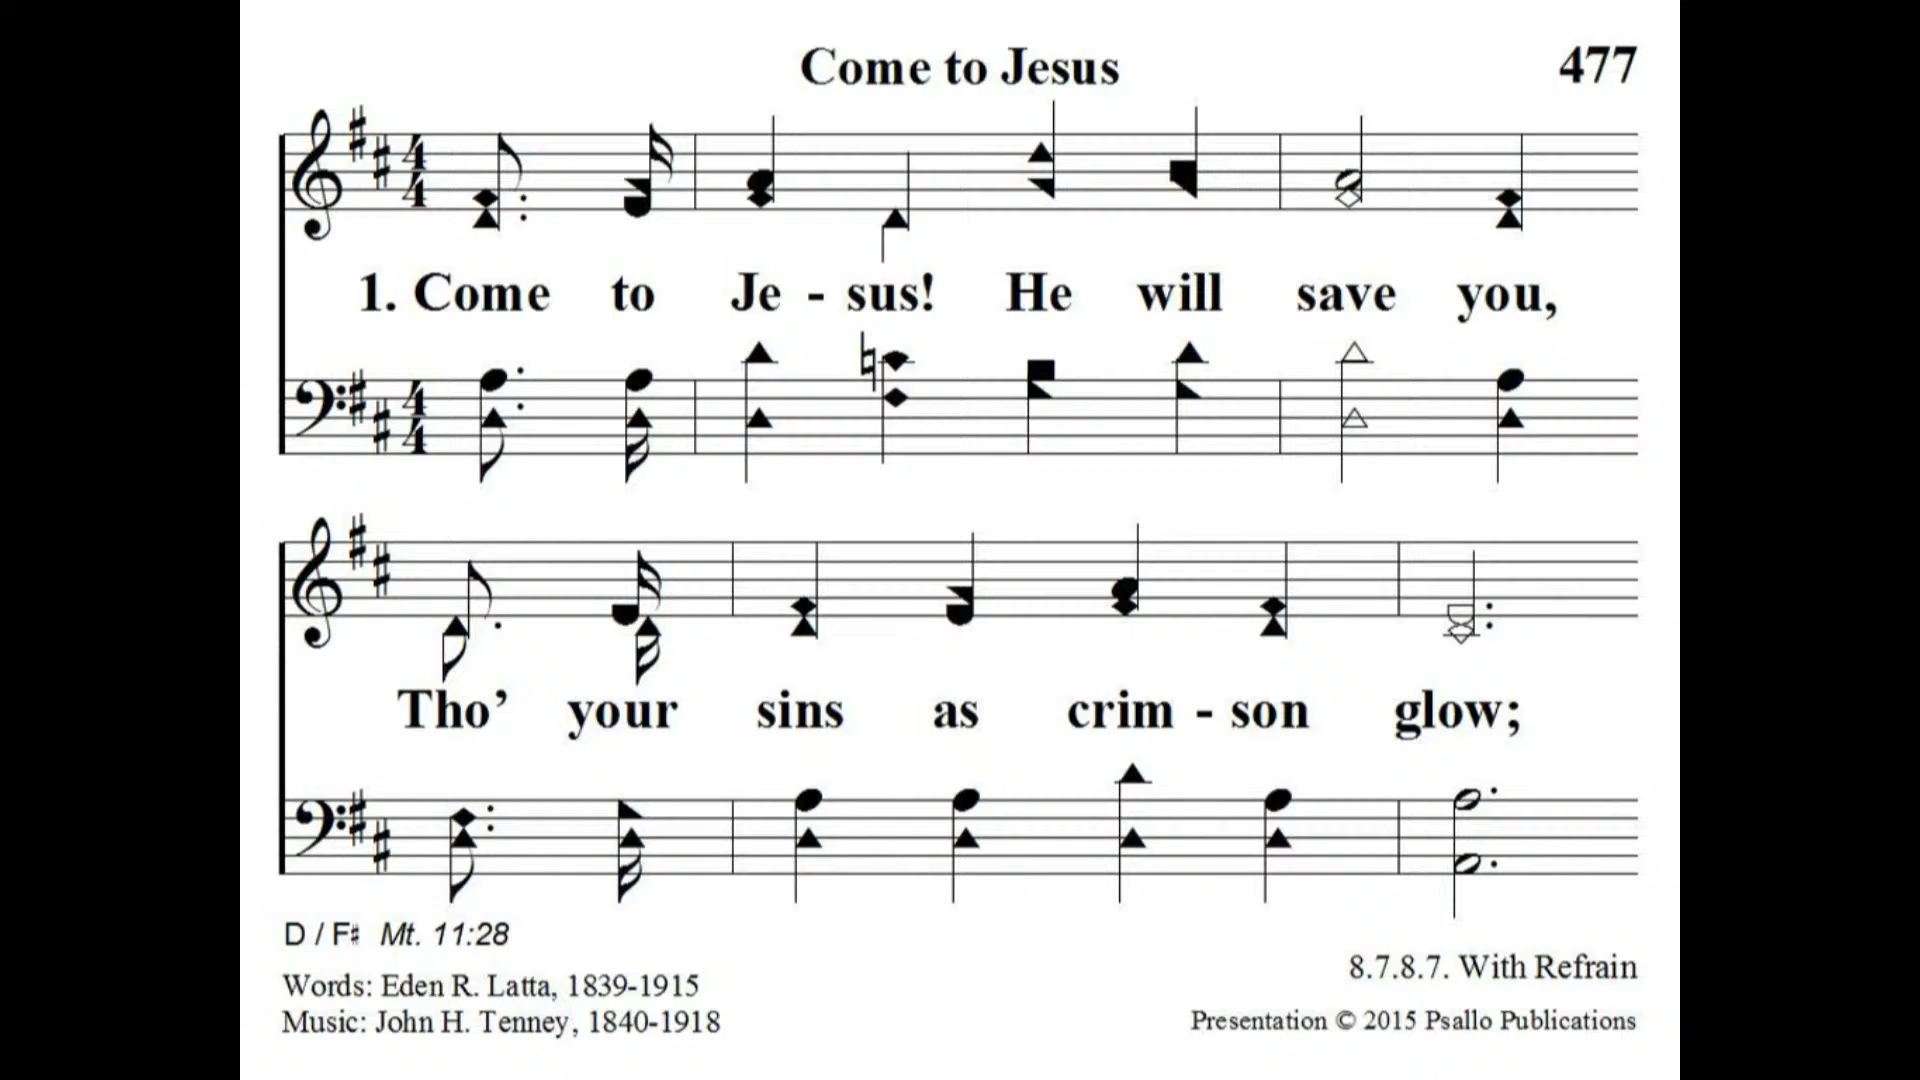 Come to Jesus 477
1. Come to Je - sus! He will save you,
Tho’ your sins as crim - son glow;
D / F♯ Mt. 11:28
Words: Eden R. Latta, 1839-1915
Music: John H. Tenney, 1840-1918
8.7.8.7. With Refrain
Presentation © 2015 Psallo Publications